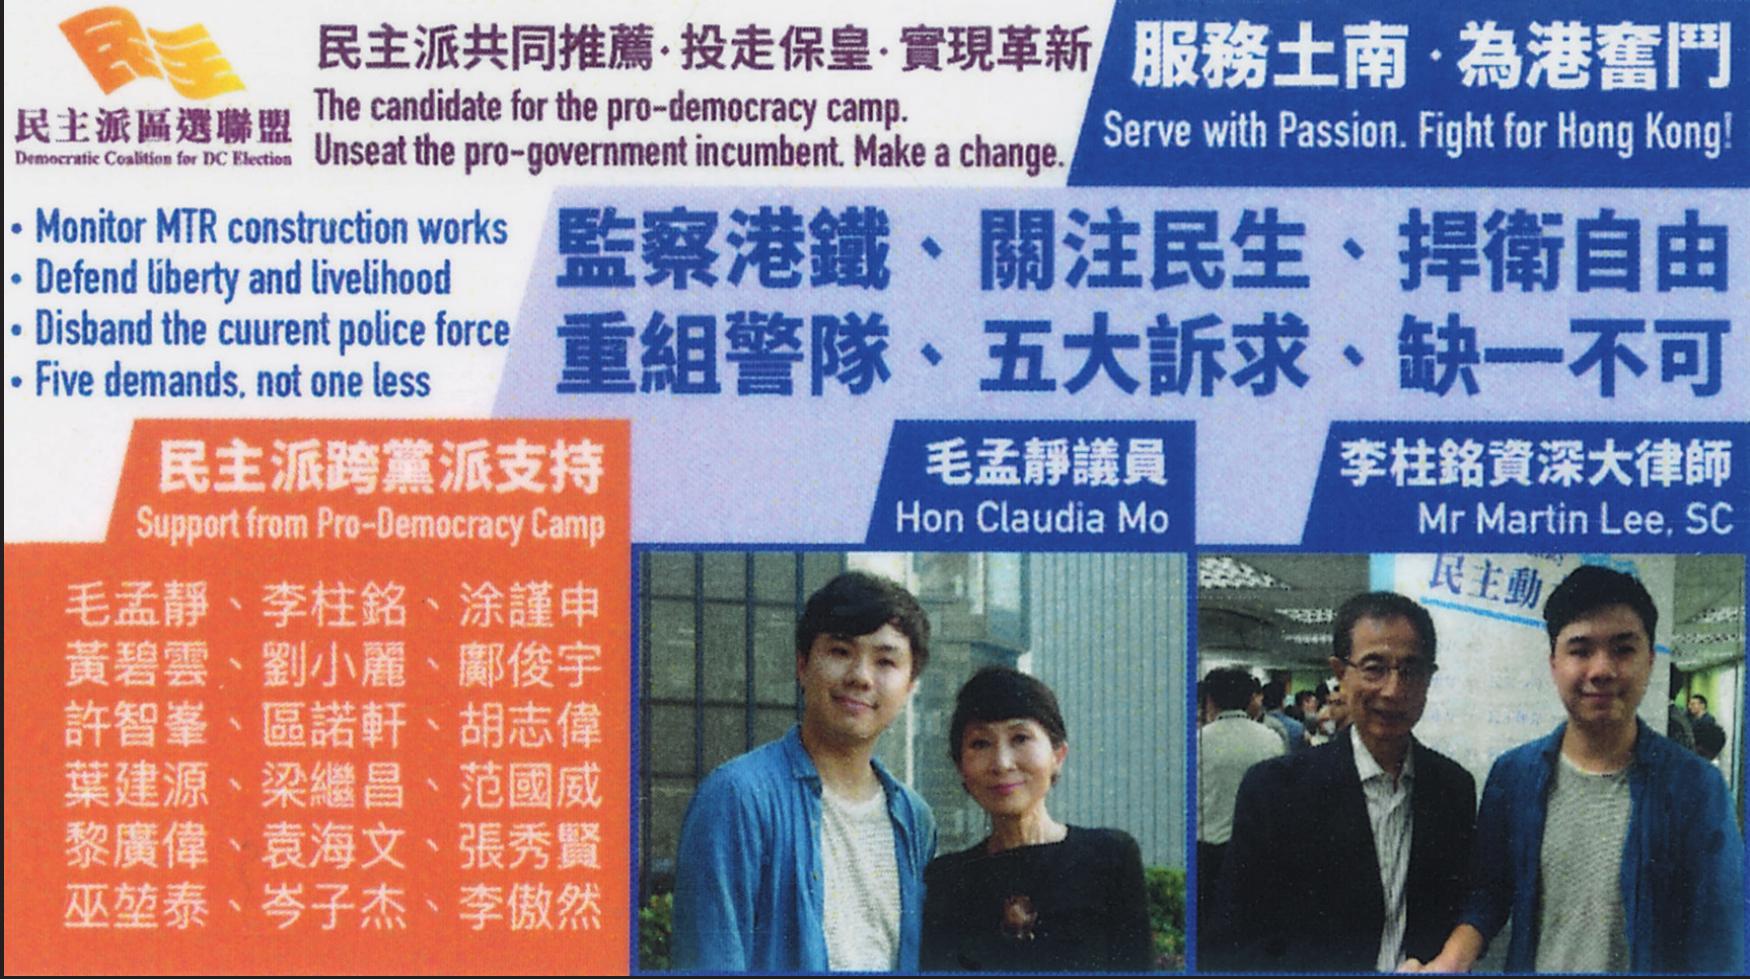 民主
民主派區選聯盟
Democratic Coalition for DC Election
民主派共同推薦·投走保皇·實現革新
The candidate for the pro-democracy camp.
Unseat the pro-government incumbent. Make a change.
服務土南·為港奮鬥
Serve with Passion. Fight for Hong Kong!
• Monitor MTR construction works
• Defend liberty and livelihood
• Disband the cuurent police force
• Five demands, not one less
監察港鐵、關注民生、捍衛自由
重組警隊、五大訴求、缺一不可
民主派跨黨派支持
Support from Pro-Democracy Camp
毛孟靜、李柱銘、涂謹申
黃碧雲、劉小麗、鄺俊宇
許智峯、區諾軒、胡志偉
葉建源、梁繼昌、范國威
黎廣偉、袁海文、張秀賢
巫堃泰、岑子杰、李傲然
毛孟靜議員
Hon Claudia Mo
李柱銘資深大律師
Mr Martin Lee, SC
民主動